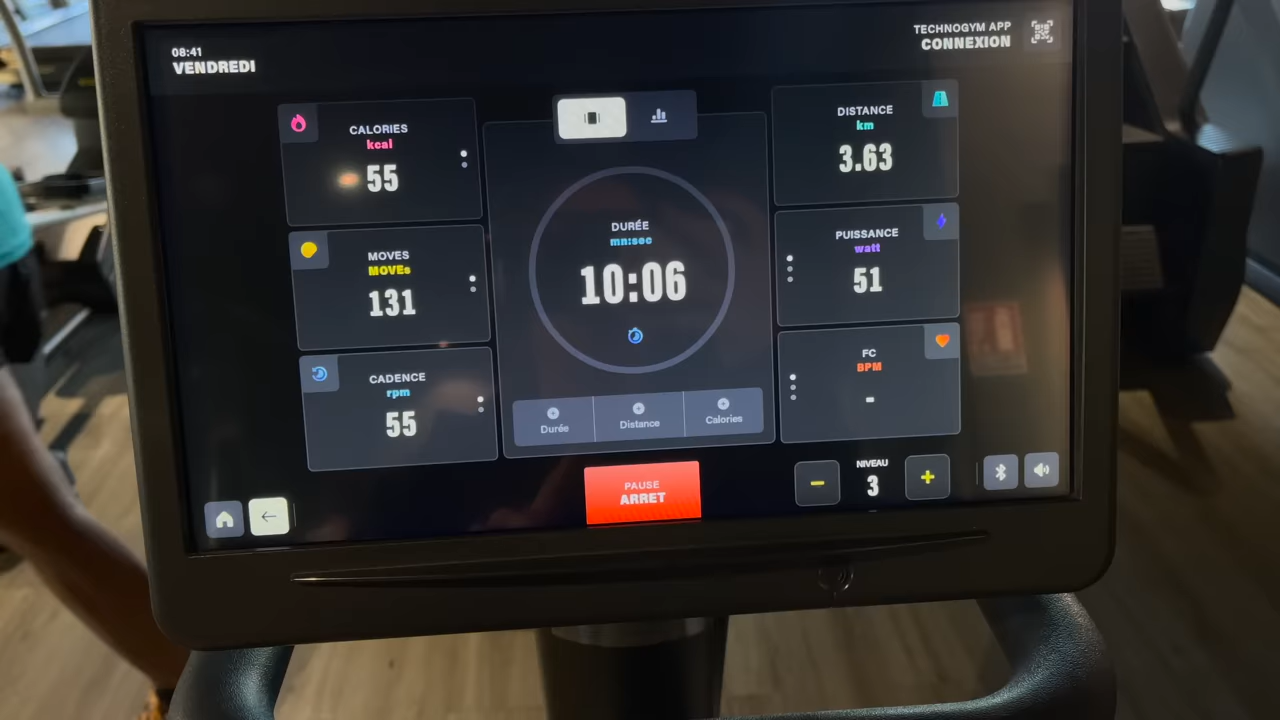 08:41
VENDREDI
TECHNOGYM APP
CONNEXION
CALORIES
kcal
55
MOVES
MOVEs
131
CADENCE
rpm
55
DURÉE
mn:sec
10:06
Durée
Distance
Calories
DISTANCE
km
3.63
PUISSANCE
watt
51
FC
BPM
-
PAUSE
ARRET
NIVEAU
3